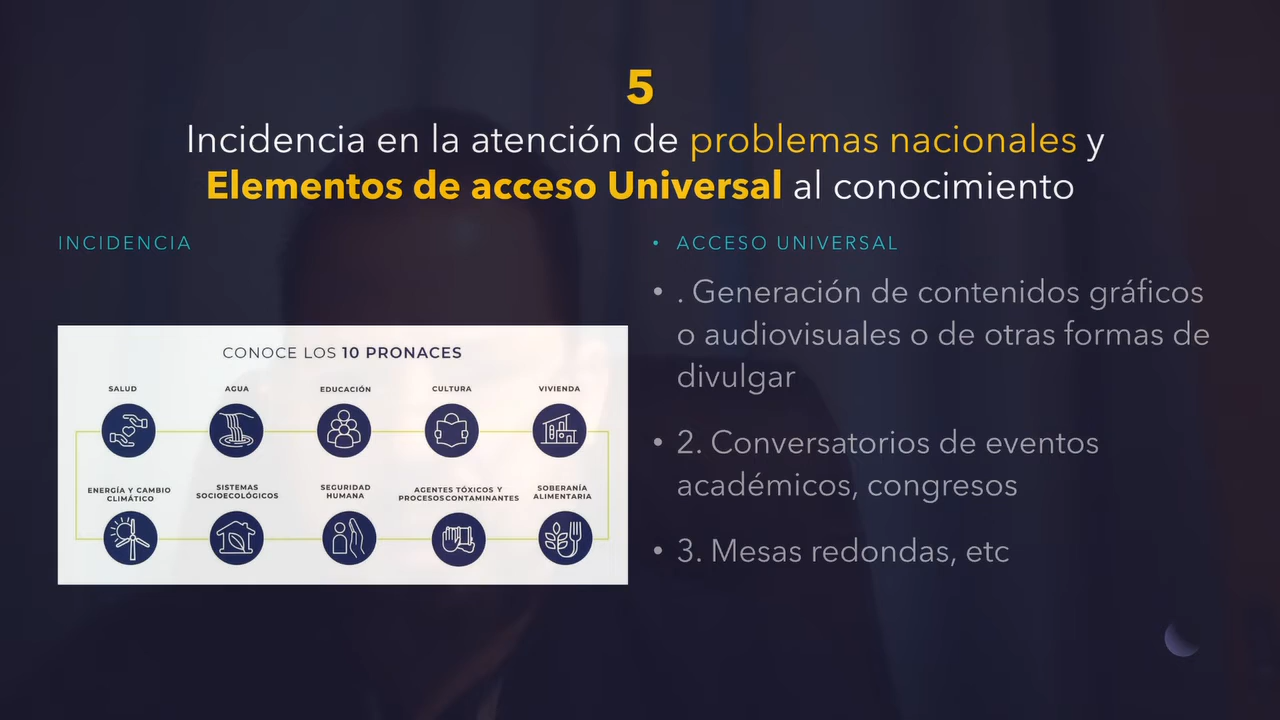 5
Incidencia en la atención de problemas nacionales y
Elementos de acceso Universal al conocimiento
INCIDENCIA
CONOCE LOS 10 PRONACES
SALUD
AGUA
EDUCACIÓN
CULTURA
VIVIENDA
ENERGÍA Y CAMBIO
CLIMÁTICO
SISTEMAS
SOCIOECOLÓGICOS
SEGURIDAD
HUMANA
AGENTES TÓXICOS Y
PROCESOS CONTAMINANTES
SOBERANÍA
ALIMENTARIA
• ACCESO UNIVERSAL
• . Generación de contenidos gráficos
o audiovisuales o de otras formas de
divulgar
• 2. Conversatorios de eventos
académicos, congresos
• 3. Mesas redondas, etc